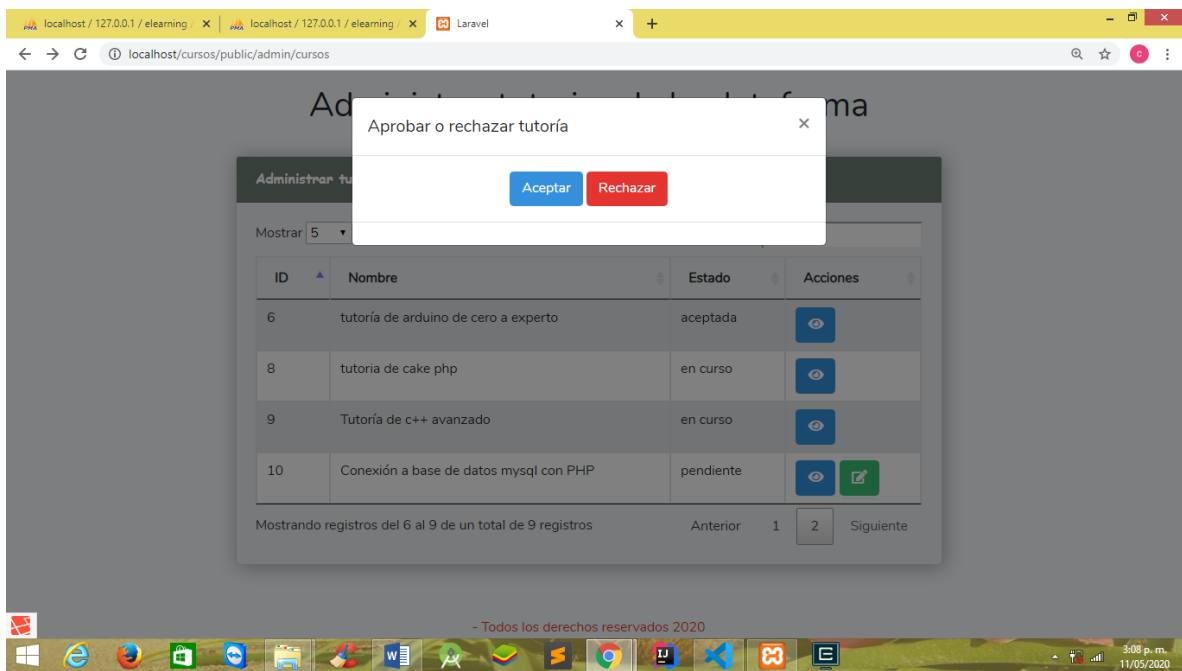 localhost / 127.0.0.1 / elearning /
localhost / 127.0.0.1 / elearning /
Laravel
localhost/cursos/public/admin/cursos
Aprobar o rechazar tutoría
Aceptar Rechazar
Administrar
Mostrar 5
ID Nombre Estado Acciones
6 tutoría de arduino de cero a experto aceptada
8 tutoria de cake php en curso
9 Tutoría de c++ avanzado en curso
10 Conexión a base de datos mysql con PHP pendiente
Mostrando registros del 6 al 9 de un total de 9 registros Anterior 1 2 Siguiente
- Todos los derechos reservados 2020
3:08 p. m.
11/05/2020